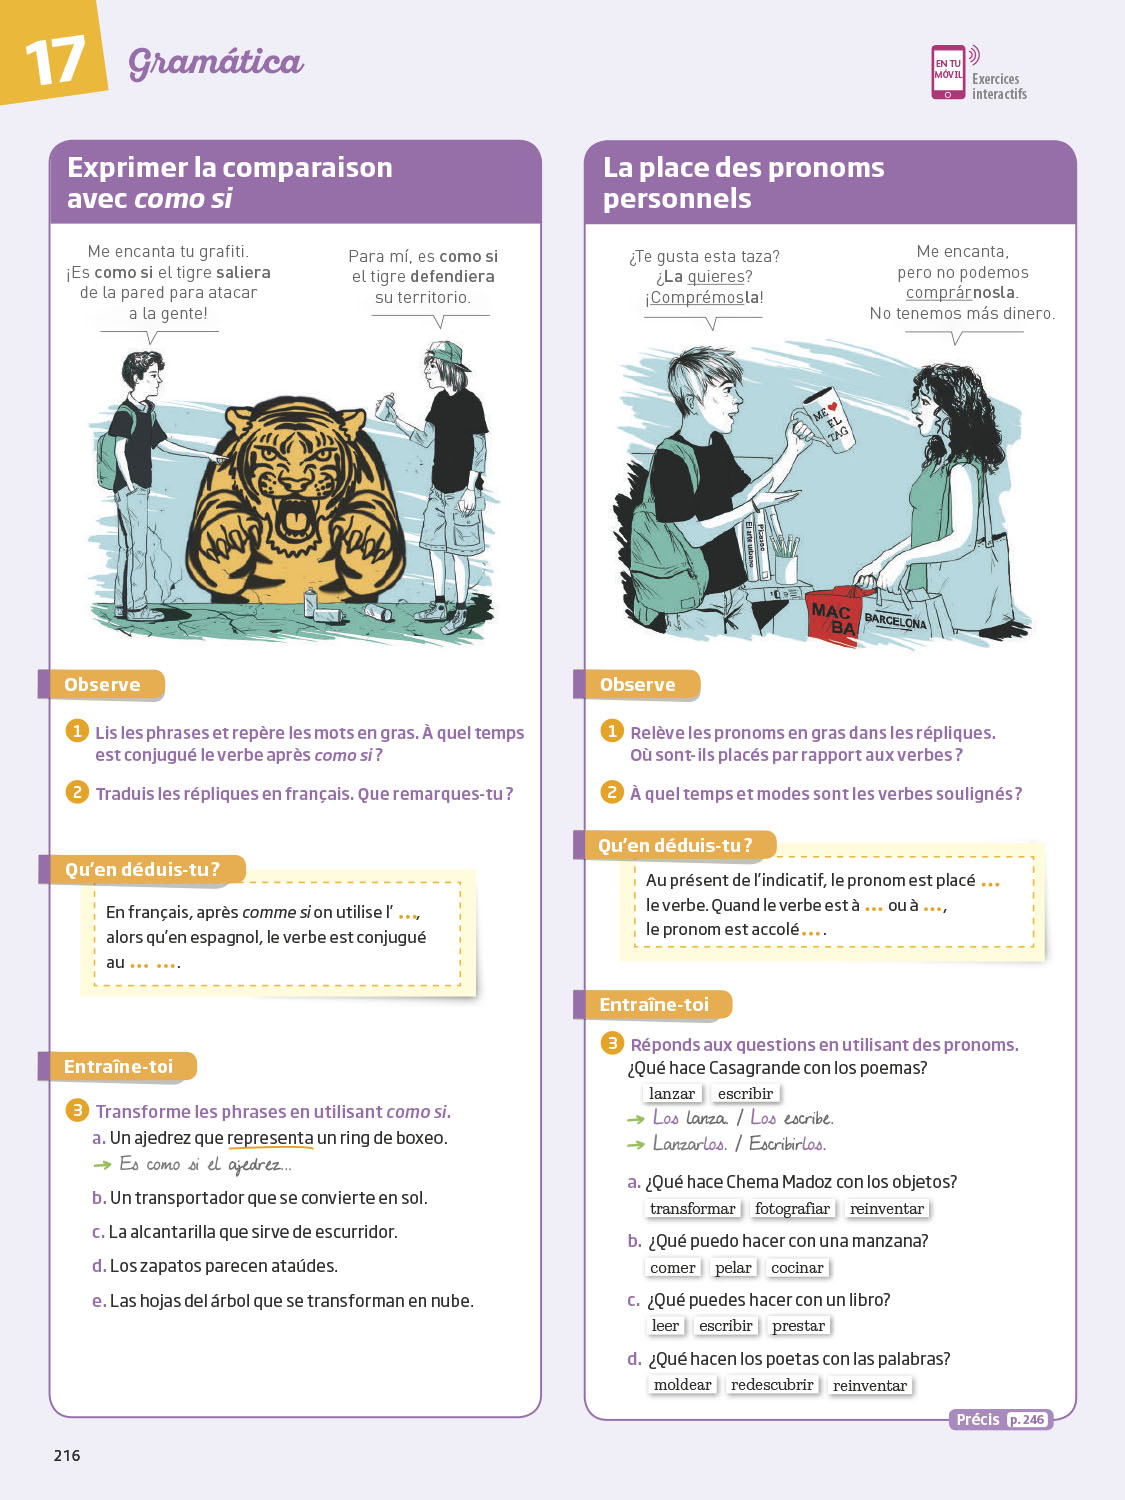 17
Gramática
EN TU
MÓVIL
Exercices
interactifs
Exprimer la comparaison
avec como si
Me encanta tu grafiti.
¡Es como si el tigre saliera
de la pared para atacar
a la gente!
Para mí, es como si
el tigre defendiera
su territorio.
Observe
1 Lis les phrases et repère les mots en gras. À quel temps
est conjugué le verbe après como si ?
2 Traduis les répliques en français. Que remarques-tu ?
Qu'en déduis-tu ?
En français, après comme si on utilise l' ...,
alors qu'en espagnol, le verbe est conjugué
au ... ... .
Entraîne-toi
3 Transforme les phrases en utilisant como si.
a. Un ajedrez que representa un ring de boxeo.
→ Es como si el ajedrez...
b. Un transportador que se convierte en sol.
c. La alcantarilla que sirve de escurridor.
d. Los zapatos parecen ataúdes.
e. Las hojas del árbol que se transforman en nube.
La place des pronoms
personnels
¿Te gusta esta taza?
¿La quieres?
¡Comprémosla!
Me encanta,
pero no podemos
comprárnosla.
No tenemos más dinero.
ME ♥
EL
TAG
Picasso
El arte urbano
MAC
BA
BARCELONA
Observe
1 Relève les pronoms en gras dans les répliques.
Où sont-ils placés par rapport aux verbes ?
2 À quel temps et modes sont les verbes soulignés ?
Qu'en déduis-tu ?
Au présent de l'indicatif, le pronom est placé ...
le verbe. Quand le verbe est à ... ou à ...,
le pronom est accolé ... .
Entraîne-toi
3 Réponds aux questions en utilisant des pronoms.
¿Qué hace Casagrande con los poemas?
lanzar escribir
→ Los lanza. / Los escribe.
→ Lanzarlos. / Escribirlos.
a. ¿Qué hace Chema Madoz con los objetos?
transformar fotografiar reinventar
b. ¿Qué puedo hacer con una manzana?
comer pelar cocinar
c. ¿Qué puedes hacer con un libro?
leer escribir prestar
d. ¿Qué hacen los poetas con las palabras?
moldear redescubrir reinventar
Précis p. 246
216